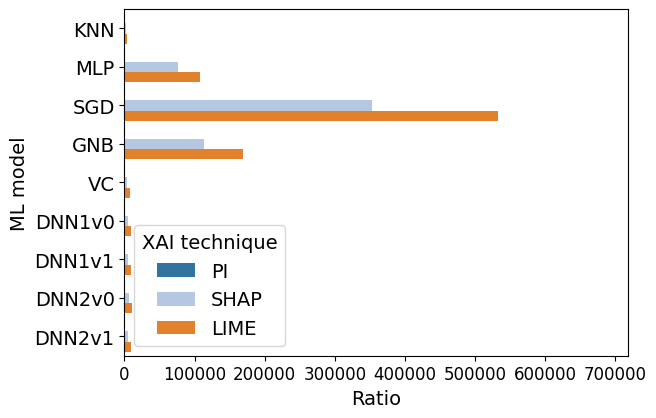 KNN
MLP
SGD
GNB
VC
DNN1v0
DNN1v1
DNN2v0
DNN2v1
ML model
XAI technique
PI
SHAP
LIME
0 100000 200000 300000 400000 500000 600000 700000
Ratio